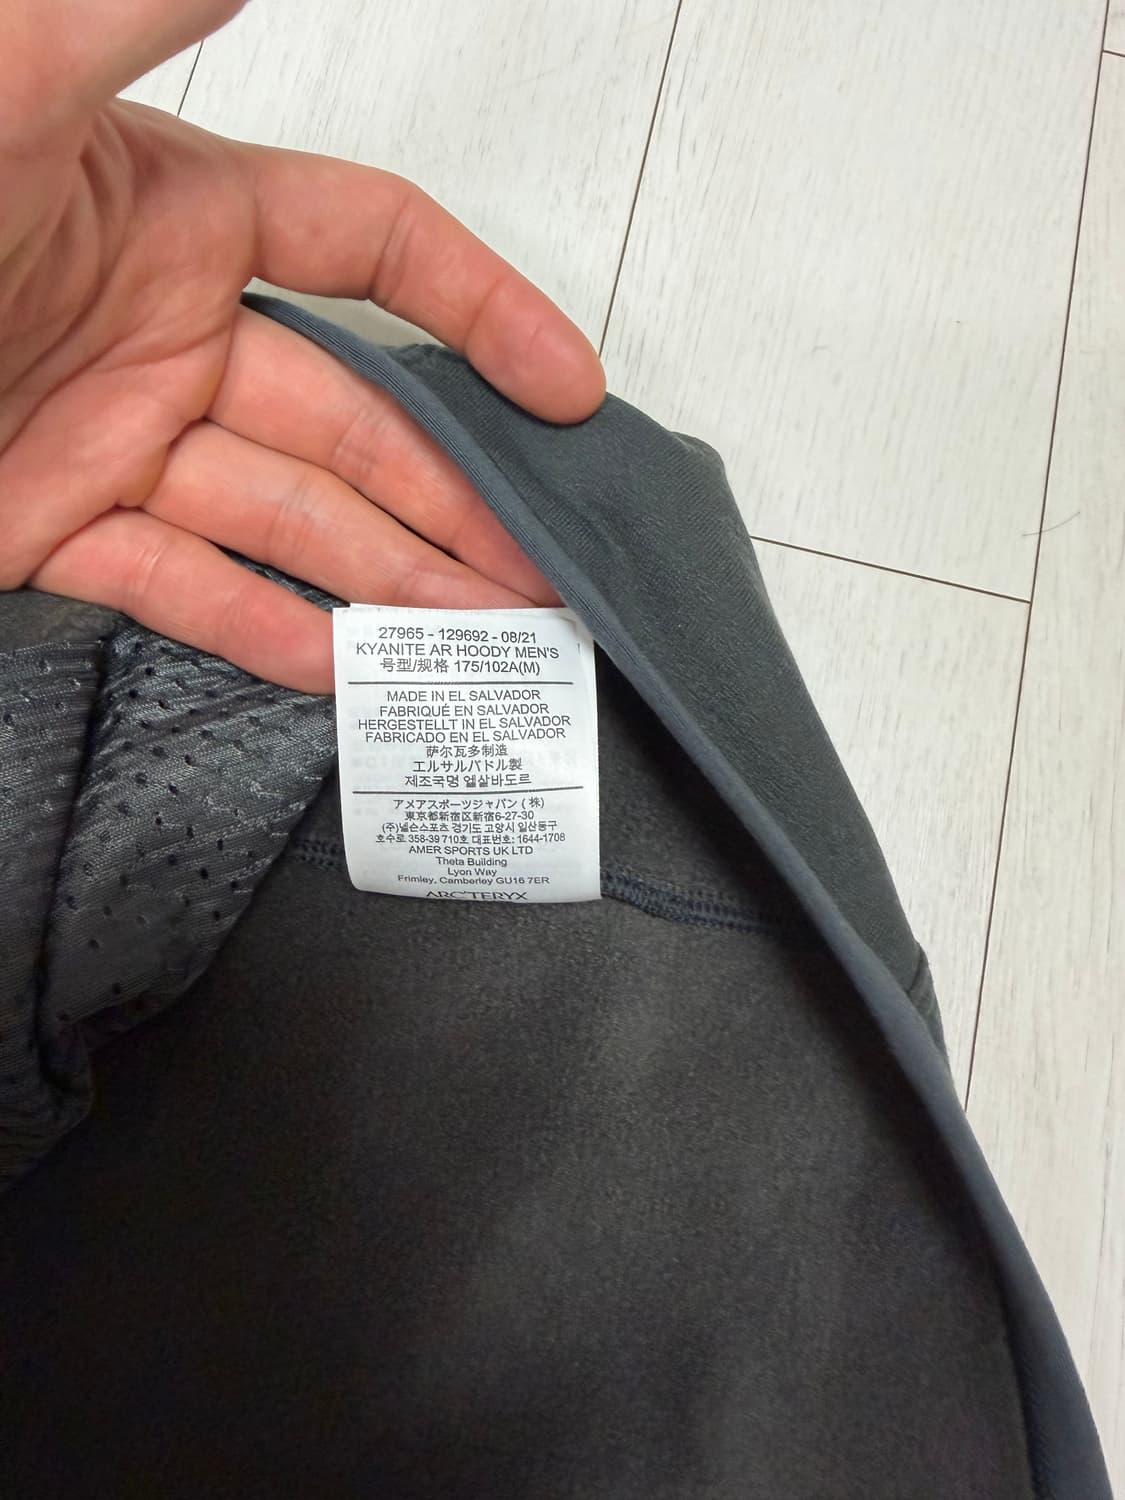 27965 - 129692 - 08/21
KYANITE AR HOODY MEN'S
号型/规格 175/102A(M)
MADE IN EL SALVADOR
FABRIQUÉ EN SALVADOR
HERGESTELLT IN EL SALVADOR
FABRICADO EN EL SALVADOR
萨尔瓦多制造
エルサルバドル製
제조국명 엘살바도르
アメアスポーツジャパン (株)
東京都新宿区新宿6-27-30
(주)넬슨스포츠 경기도 고양시 일산동구
호수로 358-39 710호 대표번호: 1644-1708
AMER SPORTS UK LTD
Theta Building
Lyon Way
Frimley, Camberley GU16 7ER
ARC'TERYX